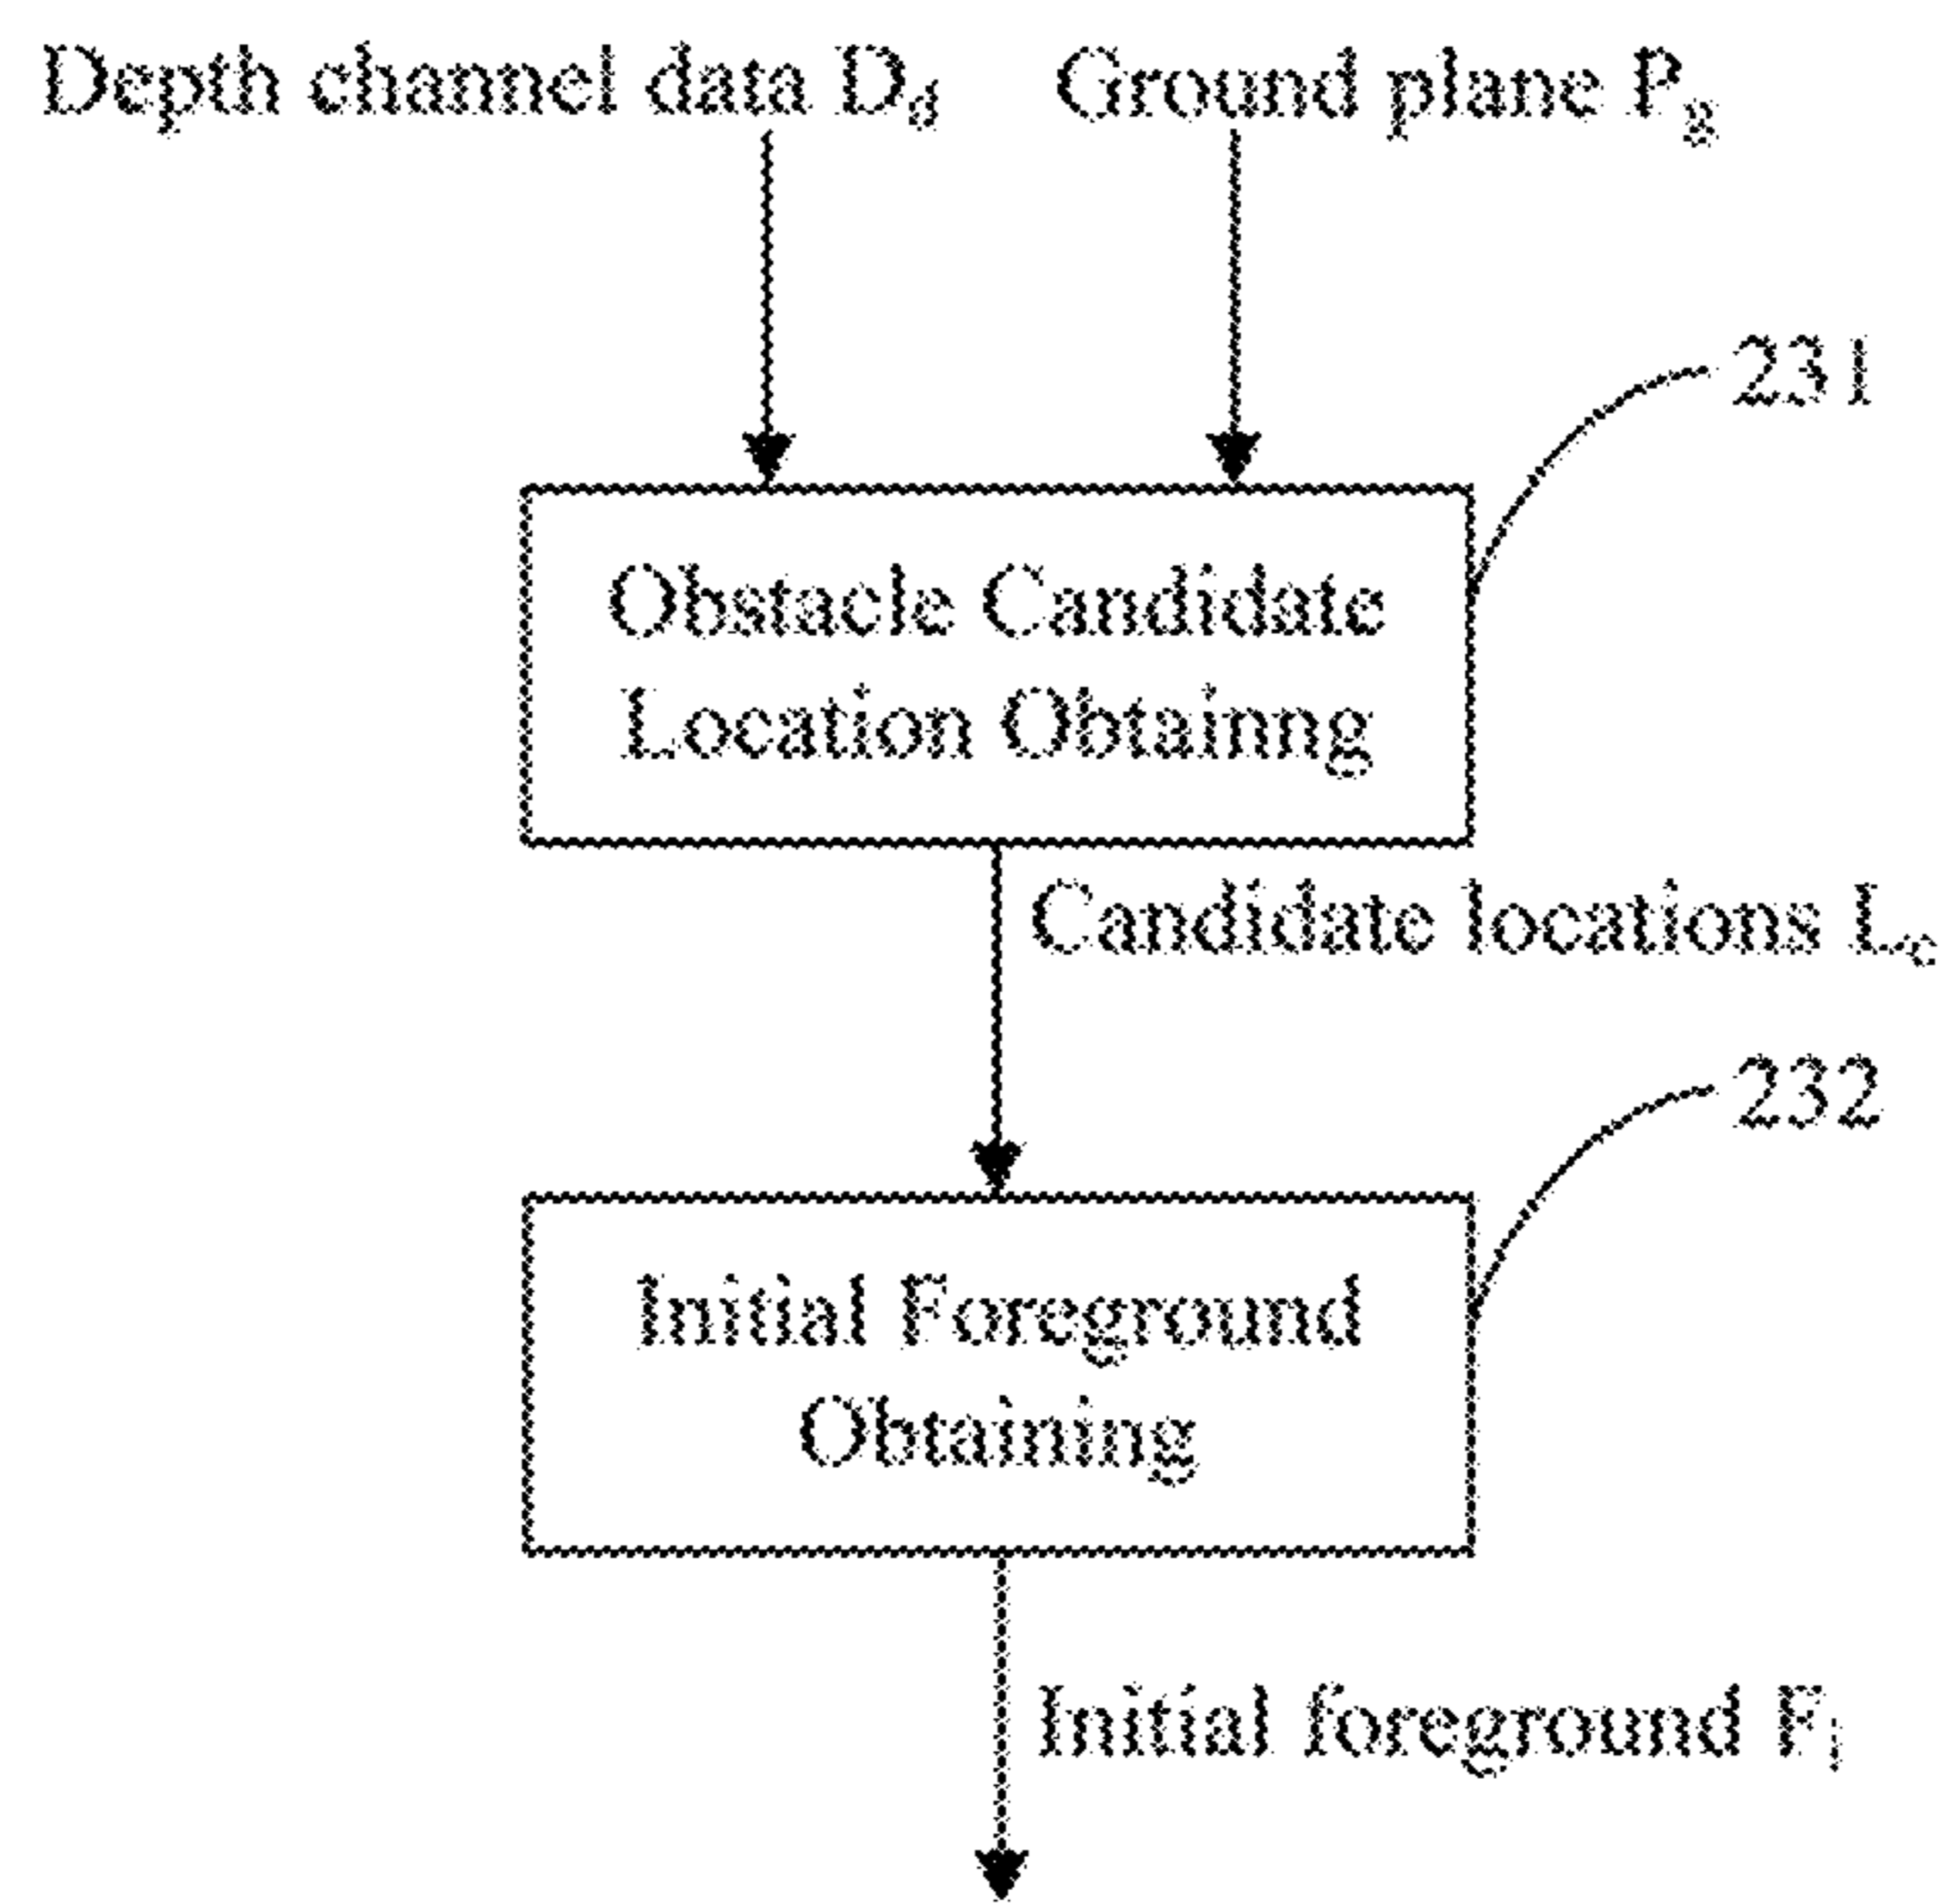 Depth channel data D_d
Ground plane P_g
231
Obstacle Candidate
Location Obtainng
Candidate locations L_c
232
Initial Foreground
Obtaining
Initial foreground F_i